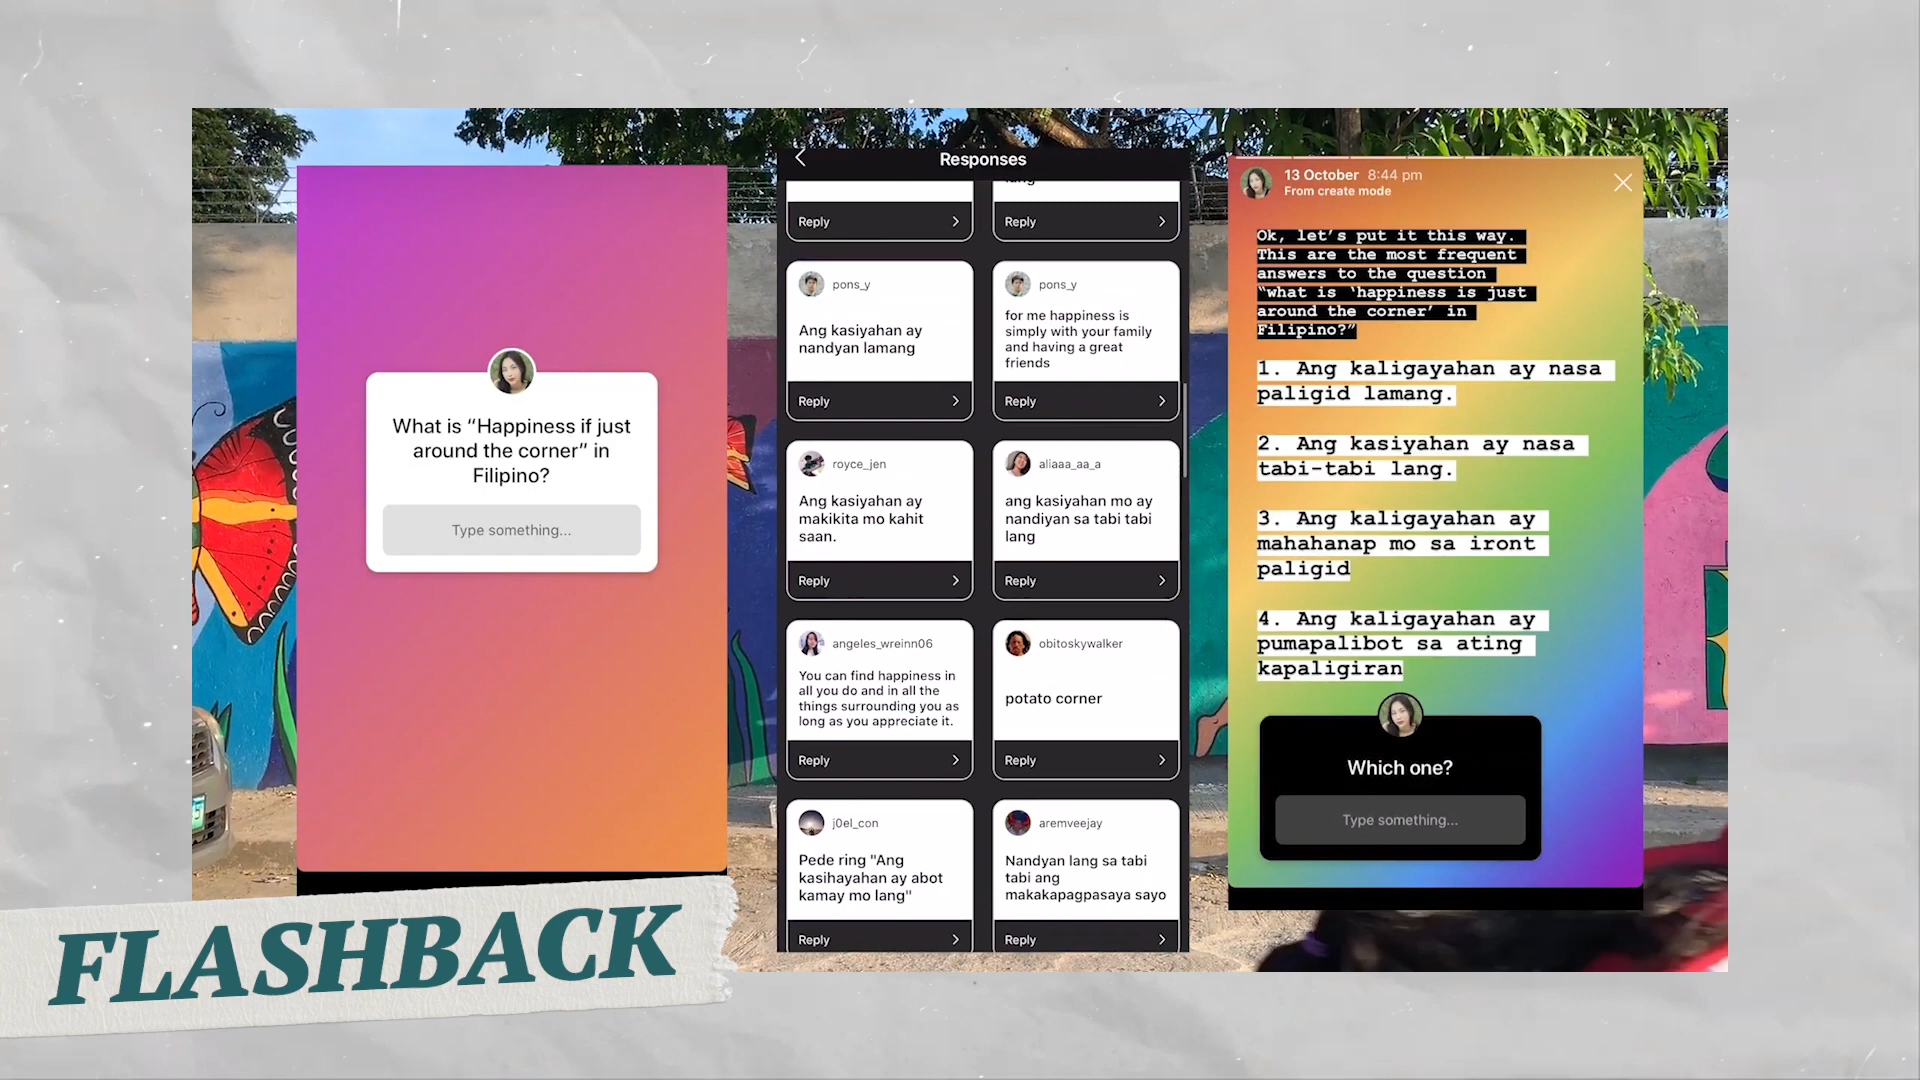 What is “Happiness if just
around the corner” in
Filipino?
Type something...
Responses
lang
Reply
Reply
pons_y
Ang kasiyahan ay
nandyan lamang
Reply
pons_y
for me happiness is
simply with your family
and having a great
friends
Reply
royce_jen
Ang kasiyahan ay
makikita mo kahit
saan.
Reply
aliaaa_aa_a
ang kasiyahan mo ay
nandiyan sa tabi tabi
lang
Reply
angeles_wreinn06
You can find happiness in
all you do and in all the
things surrounding you as
long as you appreciate it.
Reply
obitoskywalker
potato corner
Reply
j0el_con
Pede ring "Ang
kasihayahan ay abot
kamay mo lang"
Reply
aremveejay
Nandyan lang sa tabi
tabi ang
makakapagpasaya sayo
Reply
13 October 8:44 pm
From create mode
Ok, let’s put it this way.
This are the most frequent
answers to the question
“what is ‘happiness is just
around the corner’ in
Filipino?”
1. Ang kaligayahan ay nasa
paligid lamang.
2. Ang kasiyahan ay nasa
tabi-tabi lang.
3. Ang kaligayahan ay
mahahanap mo sa iront
paligid
4. Ang kaligayahan ay
pumapalibot sa ating
kapaligiran
Which one?
Type something...
FLASHBACK